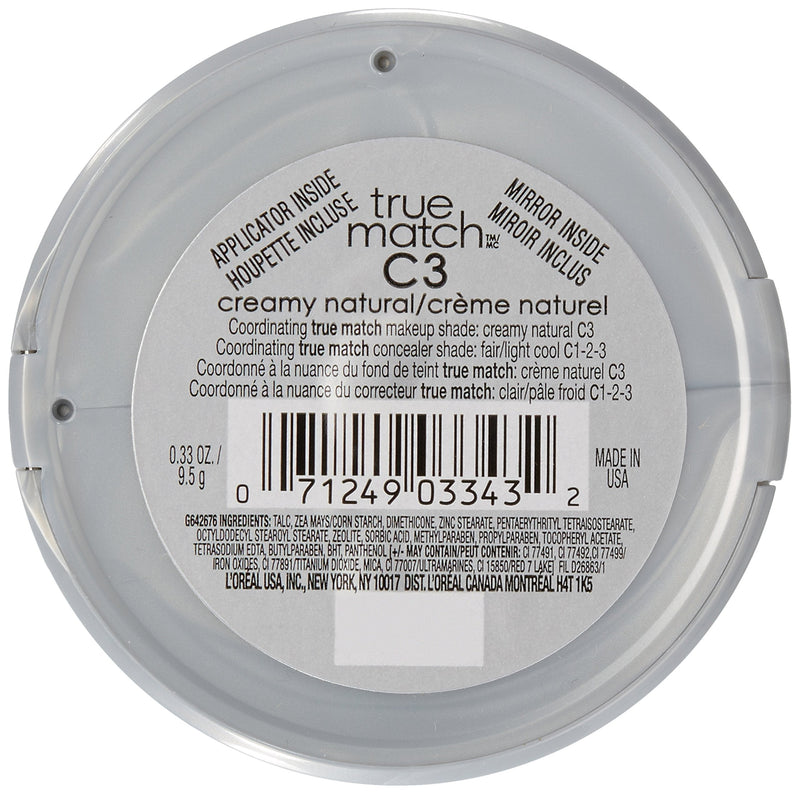 APPLICATOR INSIDE
HOUPETTE INCLUSE
true
match™/MC
MIRROR INSIDE
MIROIR INCLUS
C3
creamy natural/crème naturel
Coordinating true match makeup shade: creamy natural C3
Coordinating true match concealer shade: fair/light cool C1-2-3
Coordonné à la nuance du fond de teint true match: crème naturel C3
Coordonné à la nuance du correcteur true match: clair/pâle froid C1-2-3
0.33 OZ./
9.5 g
0 71249 03343 2
MADE IN
USA
G642676 INGREDIENTS: TALC, ZEA MAYS/CORN STARCH, DIMETHICONE, ZINC STEARATE, PENTAERYTHRITYL TETRAISOSTEARATE,
OCTYLDODECYL STEAROYL STEARATE, ZEOLITE, SORBIC ACID, METHYLPARABEN, PROPYLPARABEN, TOCOPHERYL ACETATE,
TETRASODIUM EDTA, BUTYLPARABEN, BHT, PANTHENOL [+/- MAY CONTAIN/PEUT CONTENIR: CI 77491, CI 77492, CI 77499/
IRON OXIDES, CI 77891/TITANIUM DIOXIDE, MICA, CI 77007/ULTRAMARINES, CI 15850/RED 7 LAKE] FIL D26863/1
L'ORÉAL USA, INC., NEW YORK, NY 10017 DIST. L'ORÉAL CANADA MONTRÉAL H4T 1K5